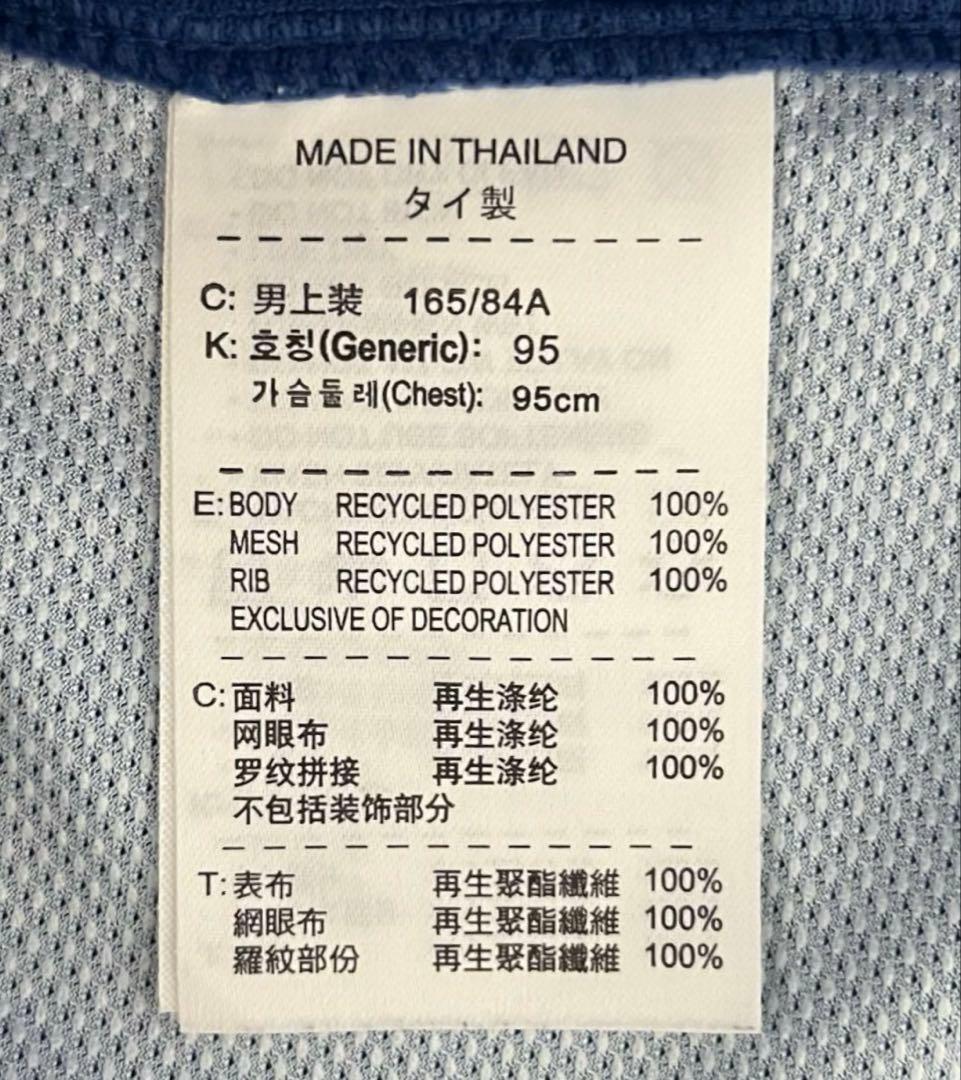 MADE IN THAILAND
タイ製
C: 男上装 165/84A
K: 호칭(Generic): 95
가슴둘레(Chest): 95cm
E: BODY RECYCLED POLYESTER 100%
MESH RECYCLED POLYESTER 100%
RIB RECYCLED POLYESTER 100%
EXCLUSIVE OF DECORATION
C: 面料 再生涤纶 100%
网眼布 再生涤纶 100%
罗纹拼接 再生涤纶 100%
不包括装饰部分
T: 表布 再生聚酯纖維 100%
網眼布 再生聚酯纖維 100%
羅紋部份 再生聚酯纖維 100%